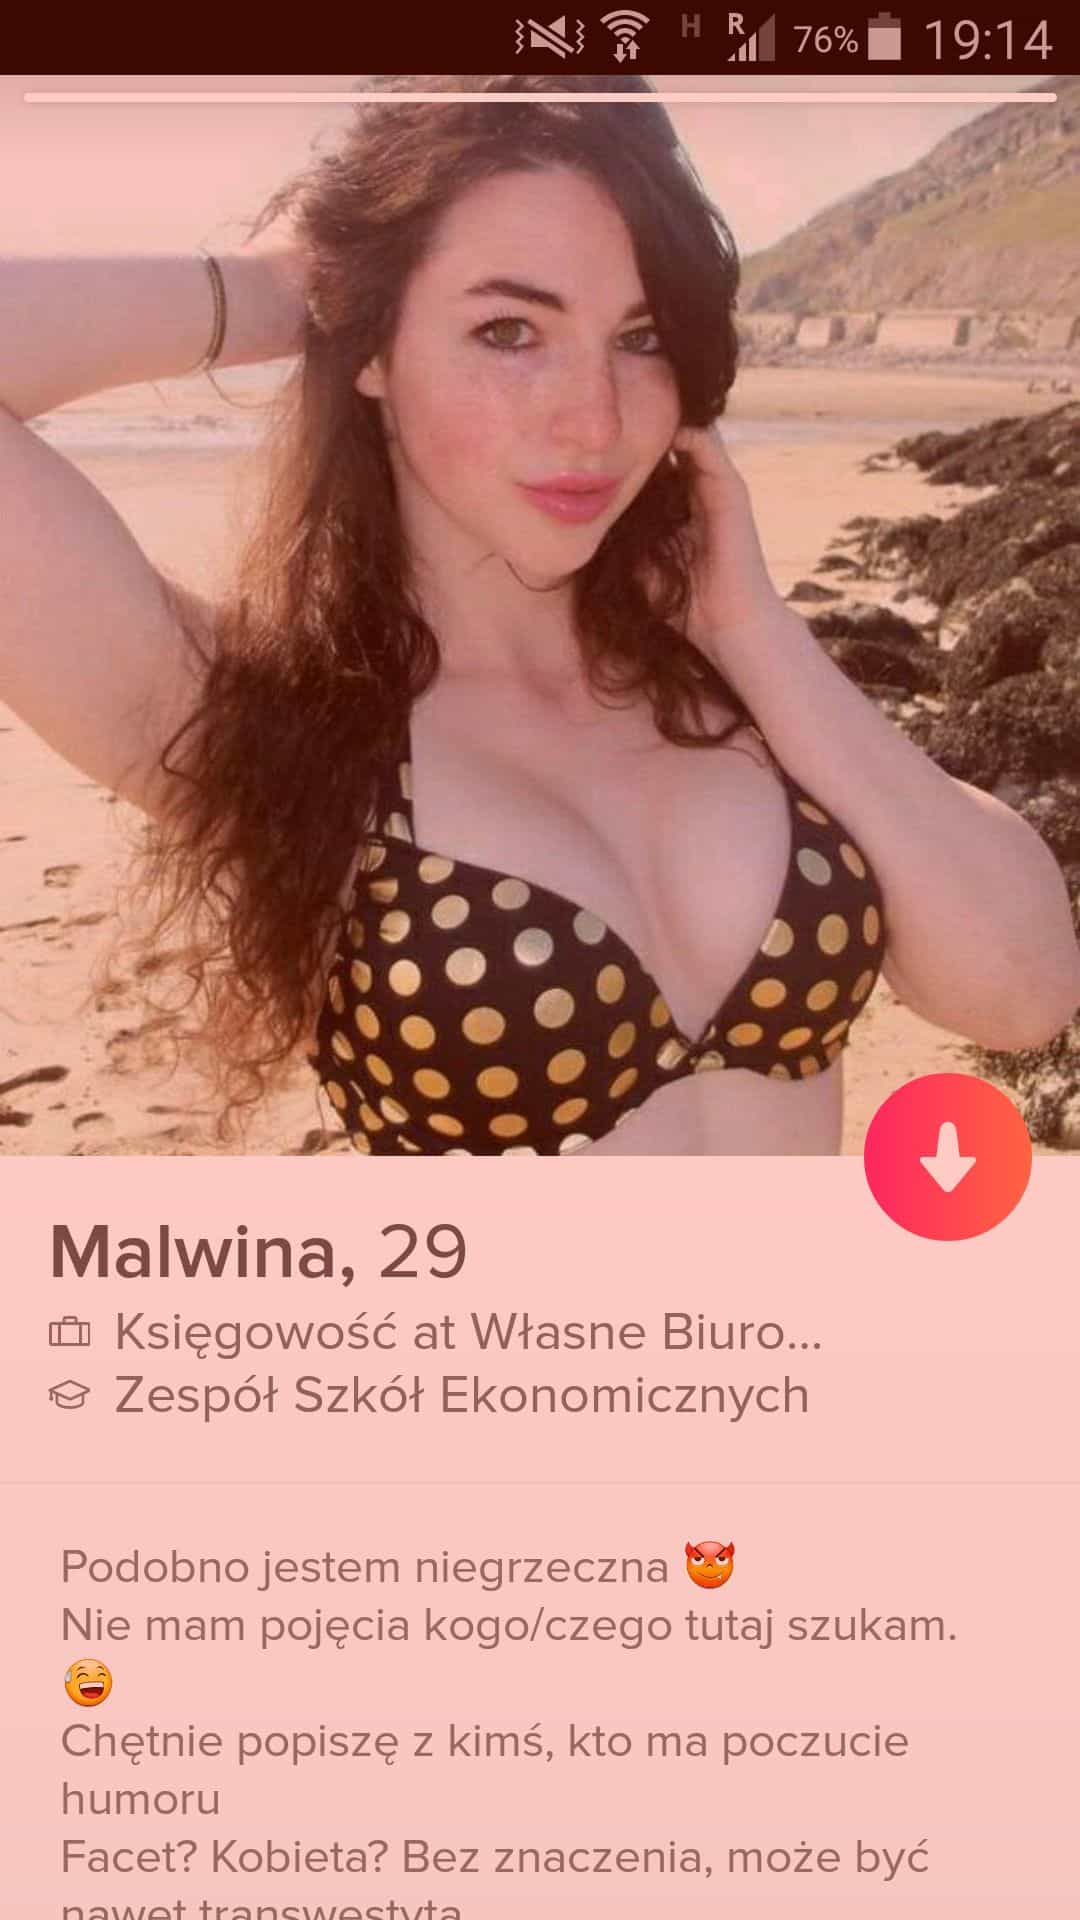 H R 76% 19:14
Malwina, 29
Księgowość at Własne Biuro...
Zespół Szkół Ekonomicznych
Podobno jestem niegrzeczna 😈
Nie mam pojęcia kogo/czego tutaj szukam.
😅
Chętnie popiszę z kimś, kto ma poczucie
humoru
Facet? Kobieta? Bez znaczenia, może być
nawet transwestyta